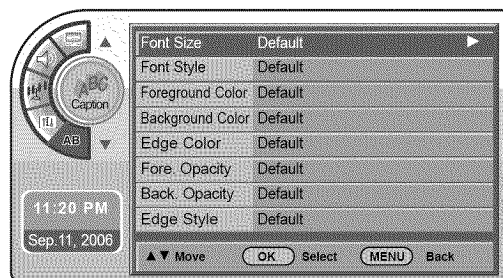 ABC
Caption
AB
11:20 PM
Sep.11, 2006
Font Size Default
Font Style Default
Foreground Color Default
Background Color Default
Edge Color Default
Fore. Opacity Default
Back. Opacity Default
Edge Style Default
▲▼ Move OK Select MENU Back